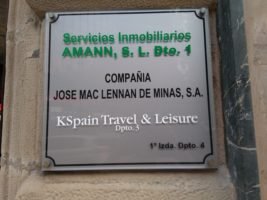 Servicios Inmobiliarios
AMANN, S. L. Dto. 1
COMPAÑIA
JOSE MAC LENNAN DE MINAS, S.A.
KSpain Travel & Leisure
Dpto. 3
1º Izda. Dpto. 4